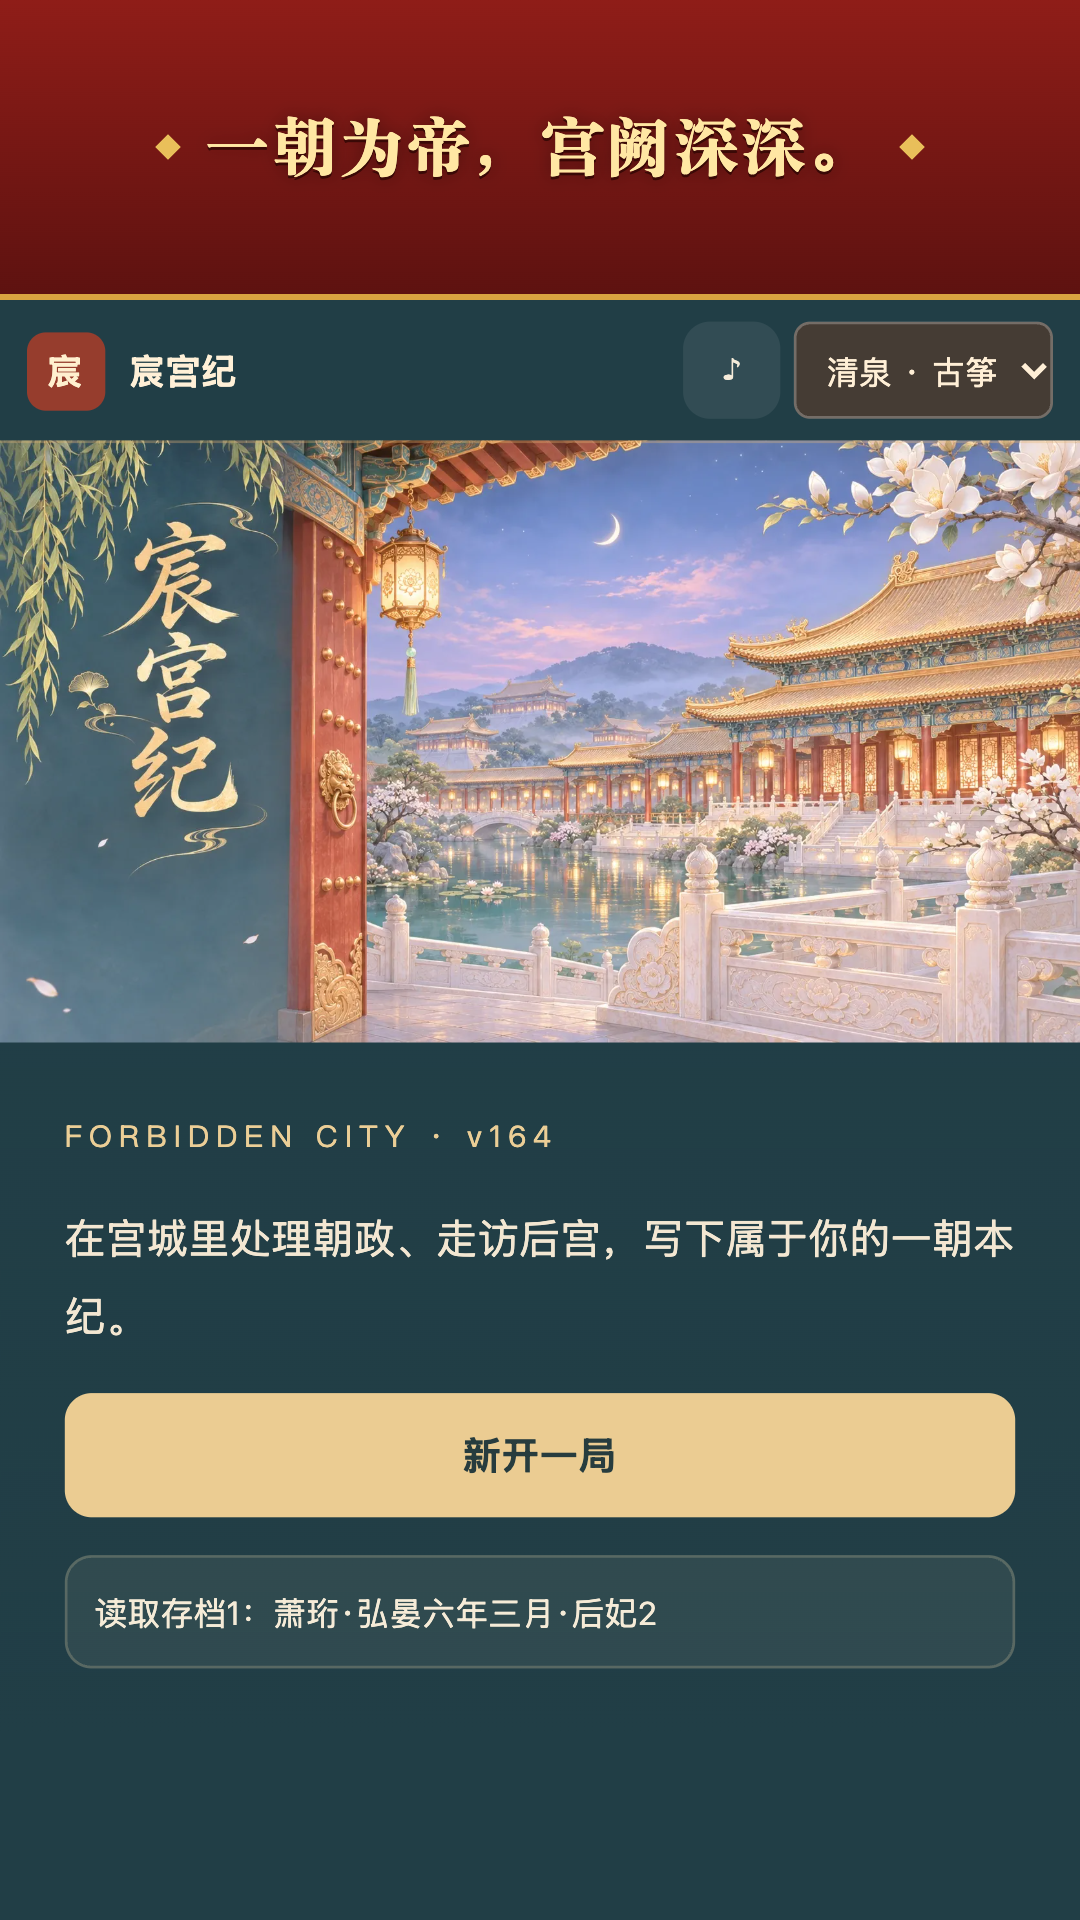 一朝为帝，宫阙深深。
宸 宸宫纪 ♪ 清泉 · 古筝
宸宫纪
FORBIDDEN CITY · v164
在宫城里处理朝政、走访后宫，写下属于你的一朝本
纪。
新开一局
读取存档1：萧珩·弘晏六年三月·后妃2